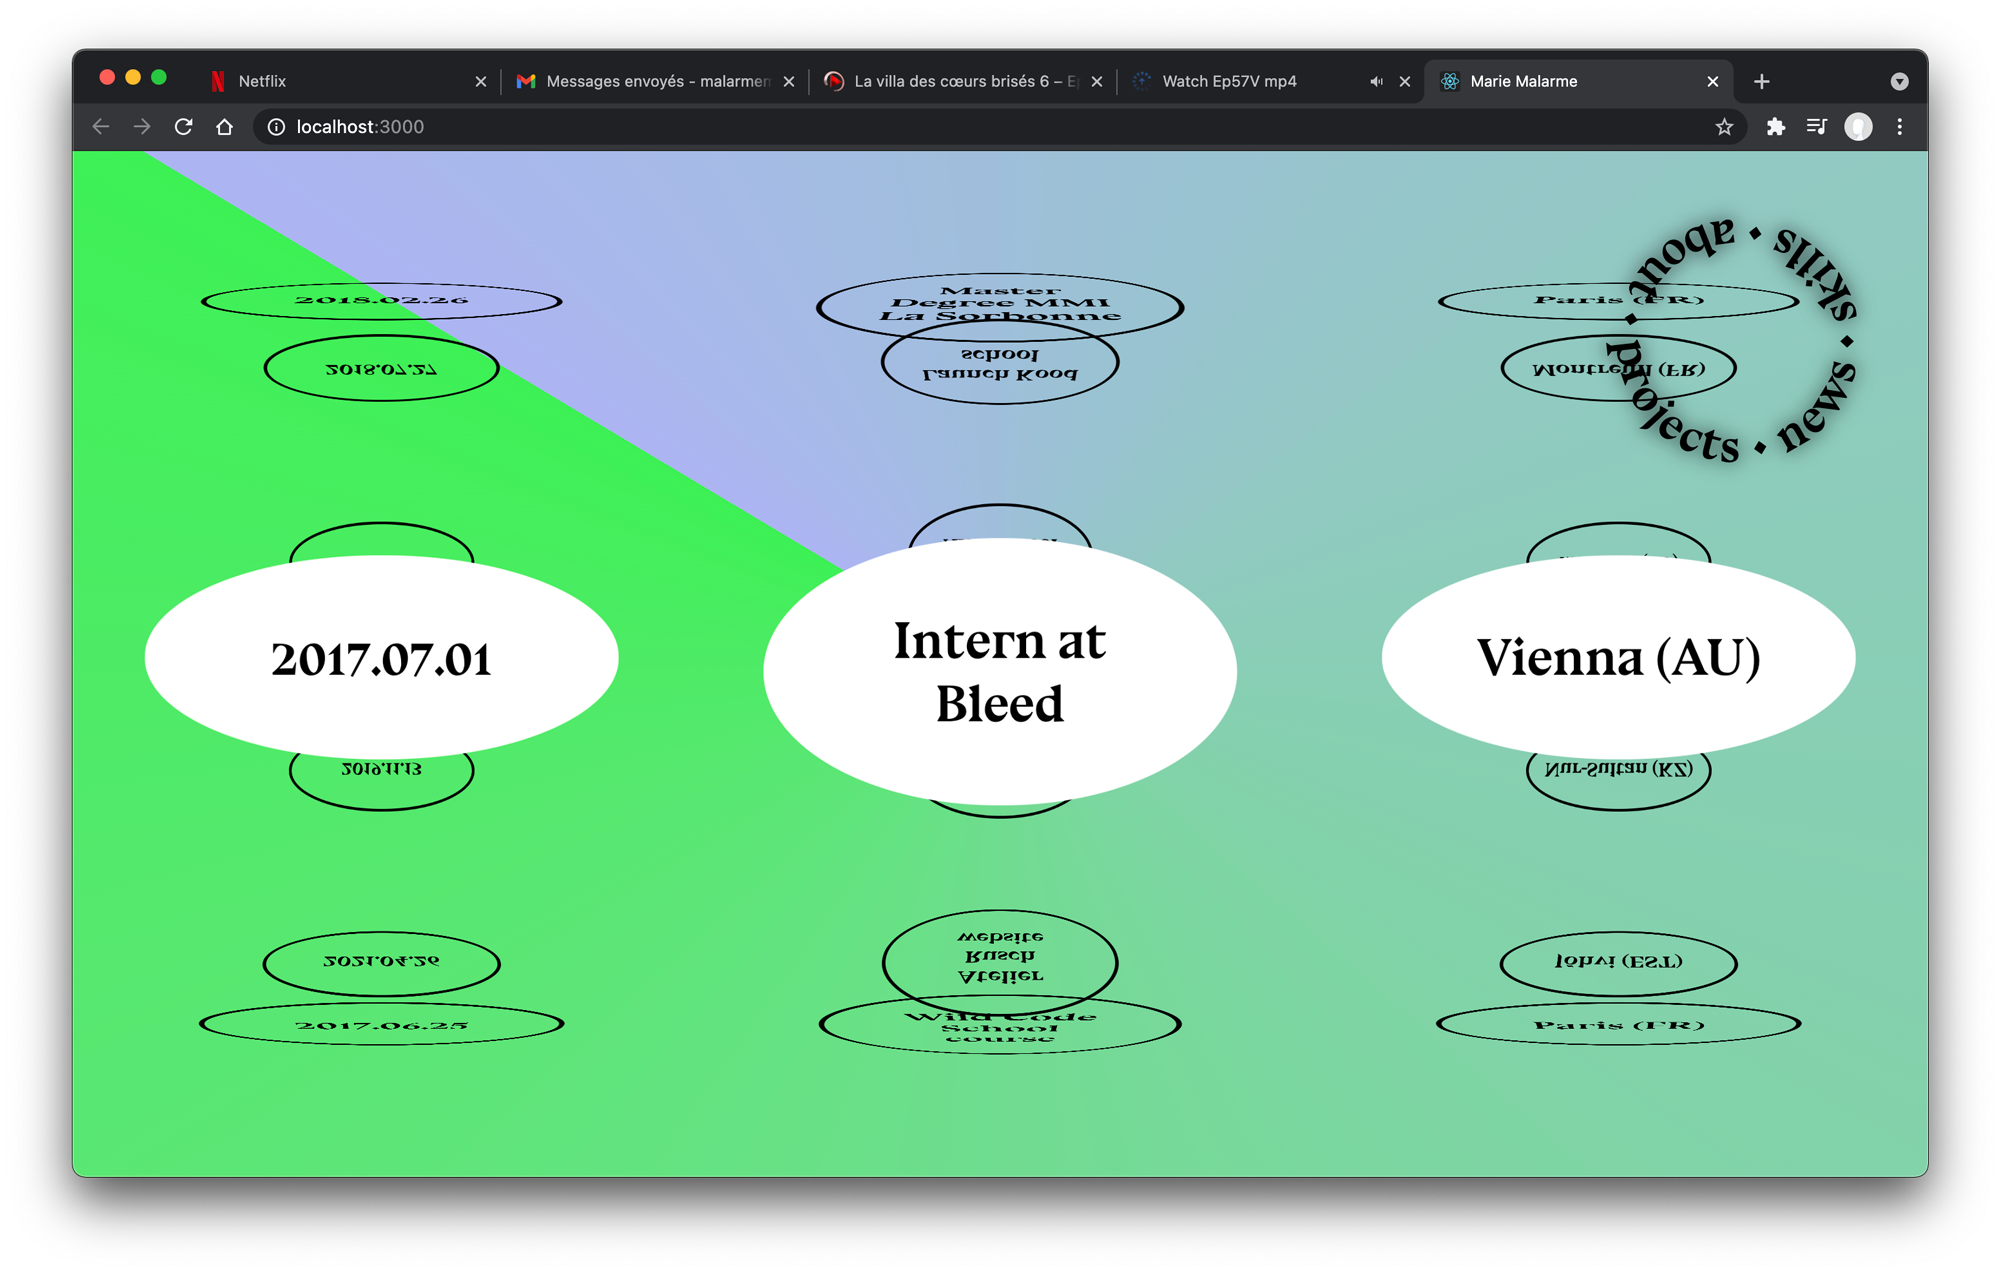 Netflix
Messages envoyés - malarmen
La villa des cœurs brisés 6 – E
Watch Ep57V mp4
Marie Malarme
localhost:3000
about · skills · news · projects ·
2018.02.26
Master
Degree MMI
La Sorbonne
Paris (FR)
2018.07.27
Launch Kood
school
Montreuil (FR)
2017.07.01
Intern at
Bleed
Vienna (AU)
2019.11.13
Nur-Sultan (KZ)
2021.04.26
Atelier
Rusch
website
Jõhvi (EST)
2017.06.25
Wild Code
School
course
Paris (FR)